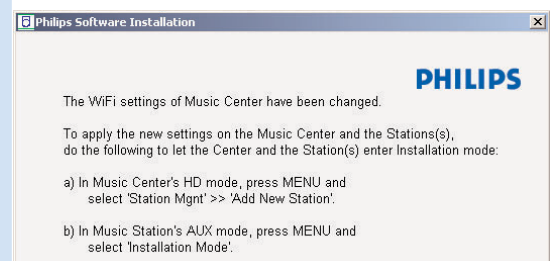 Philips Software Installation
PHILIPS
The WiFi settings of Music Center have been changed.
To apply the new settings on the Music Center and the Stations(s),
do the following to let the Center and the Station(s) enter Installation mode:
a) In Music Center's HD mode, press MENU and
select 'Station Mgnt' >> 'Add New Station'.
b) In Music Station's AUX mode, press MENU and
select 'Installation Mode'.